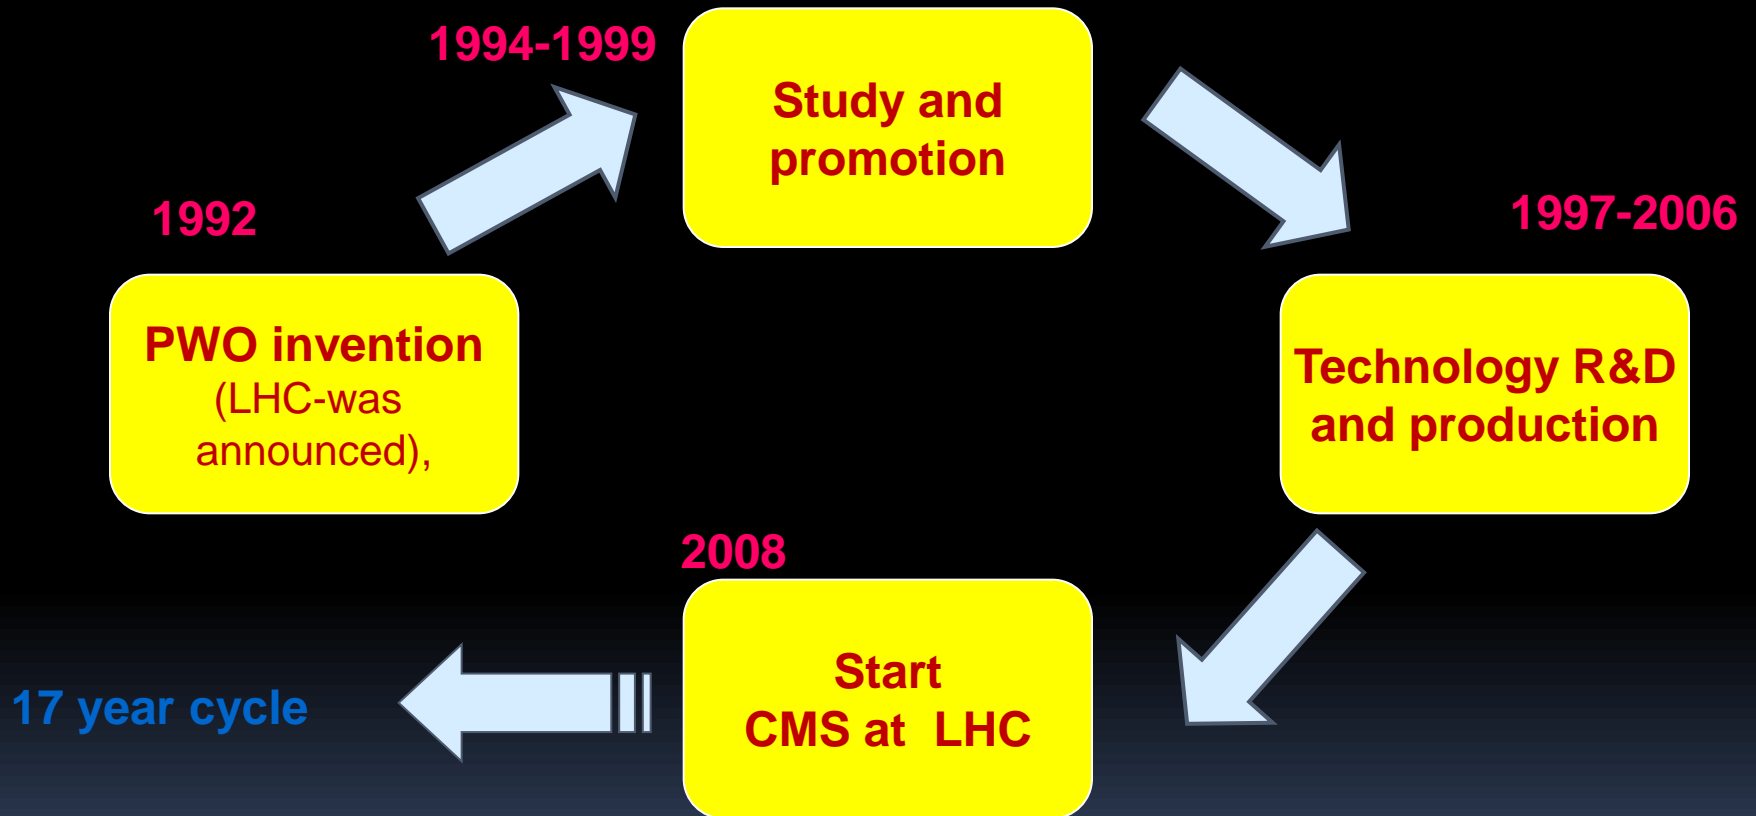 1994-1999
Study and
promotion
1992
1997-2006
PWO invention
(LHC-was
announced),
Technology R&D
and production
2008
Start
CMS at LHC
17 year cycle